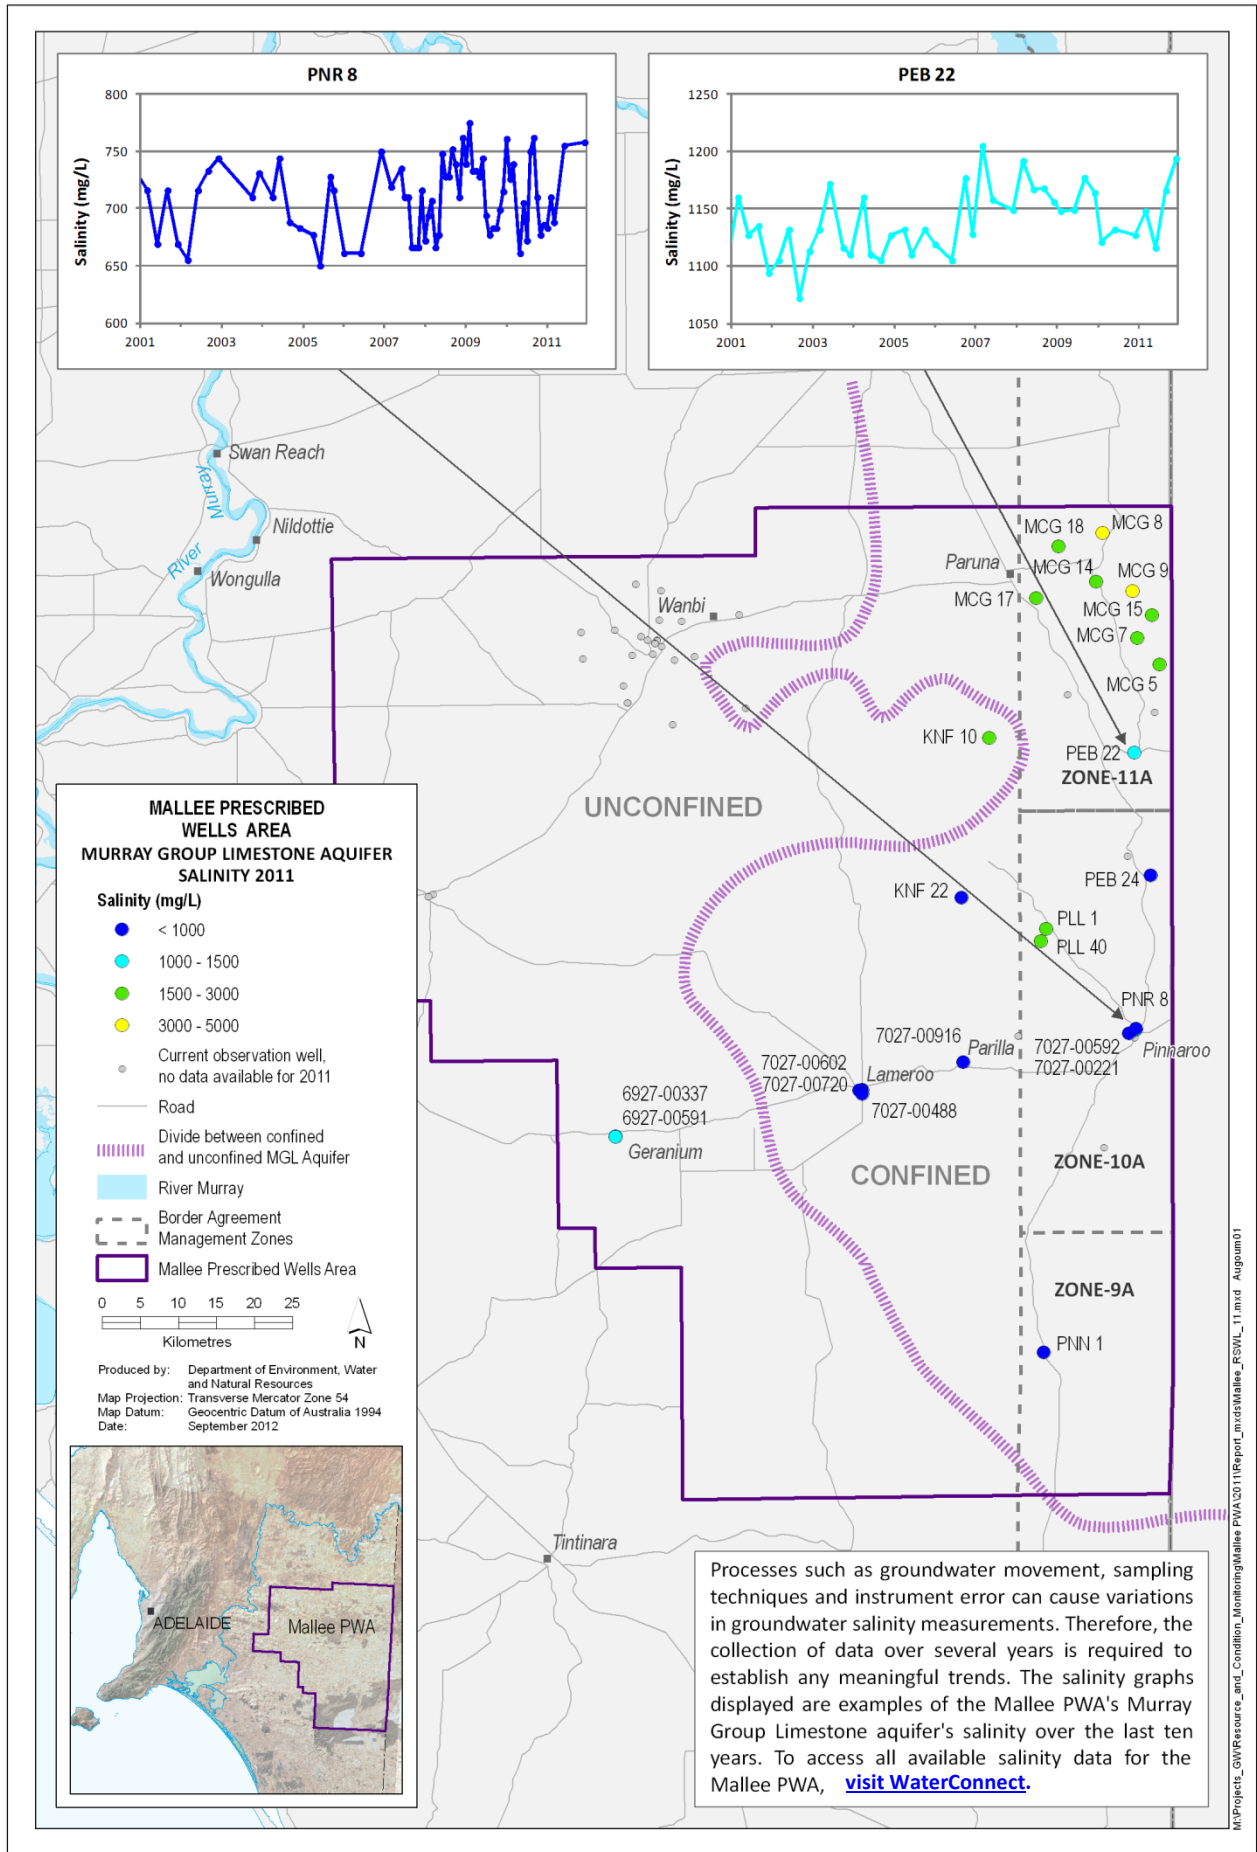 PNR 8
800
750
700
650
600
Salinity (mg/L)
2001 2003 2005 2007 2009 2011
PEB 22
1250
1200
1150
1100
1050
Salinity (mg/L)
2001 2003 2005 2007 2009 2011
Swan Reach
Murray
Nildottie
River
Wongulla
MCG 18
MCG 8
Paruna
MCG 14
MCG 9
MCG 17
MCG 15
Wanbi
MCG 7
MCG 5
KNF 10
PEB 22
ZONE-11A
UNCONFINED
PEB 24
KNF 22
PLL 1
PLL 40
PNR 8
7027-00916
Parilla
7027-00592
7027-00221
Pinnaroo
7027-00602
7027-00720
Lameroo
7027-00488
6927-00337
6927-00591
Geranium
CONFINED
ZONE-10A
ZONE-9A
PNN 1
Tintinara
MALLEE PRESCRIBED
WELLS AREA
MURRAY GROUP LIMESTONE AQUIFER
SALINITY 2011
Salinity (mg/L)
< 1000
1000 - 1500
1500 - 3000
3000 - 5000
Current observation well,
no data available for 2011
Road
Divide between confined
and unconfined MGL Aquifer
River Murray
Border Agreement
Management Zones
Mallee Prescribed Wells Area
0 5 10 15 20 25
Kilometres
N
Produced by: Department of Environment, Water
and Natural Resources
Map Projection: Transverse Mercator Zone 54
Map Datum: Geocentric Datum of Australia 1994
Date: September 2012
ADELAIDE
Mallee PWA
Processes such as groundwater movement, sampling
techniques and instrument error can cause variations
in groundwater salinity measurements. Therefore, the
collection of data over several years is required to
establish any meaningful trends. The salinity graphs
displayed are examples of the Mallee PWA's Murray
Group Limestone aquifer's salinity over the last ten
years. To access all available salinity data for the
Mallee PWA, visit WaterConnect.
M:\Projects_GW\Resource_and_Condition_Monitoring\Mallee PWA\2011\Report_mxds\Mallee_RSWL_11.mxd Augoum01